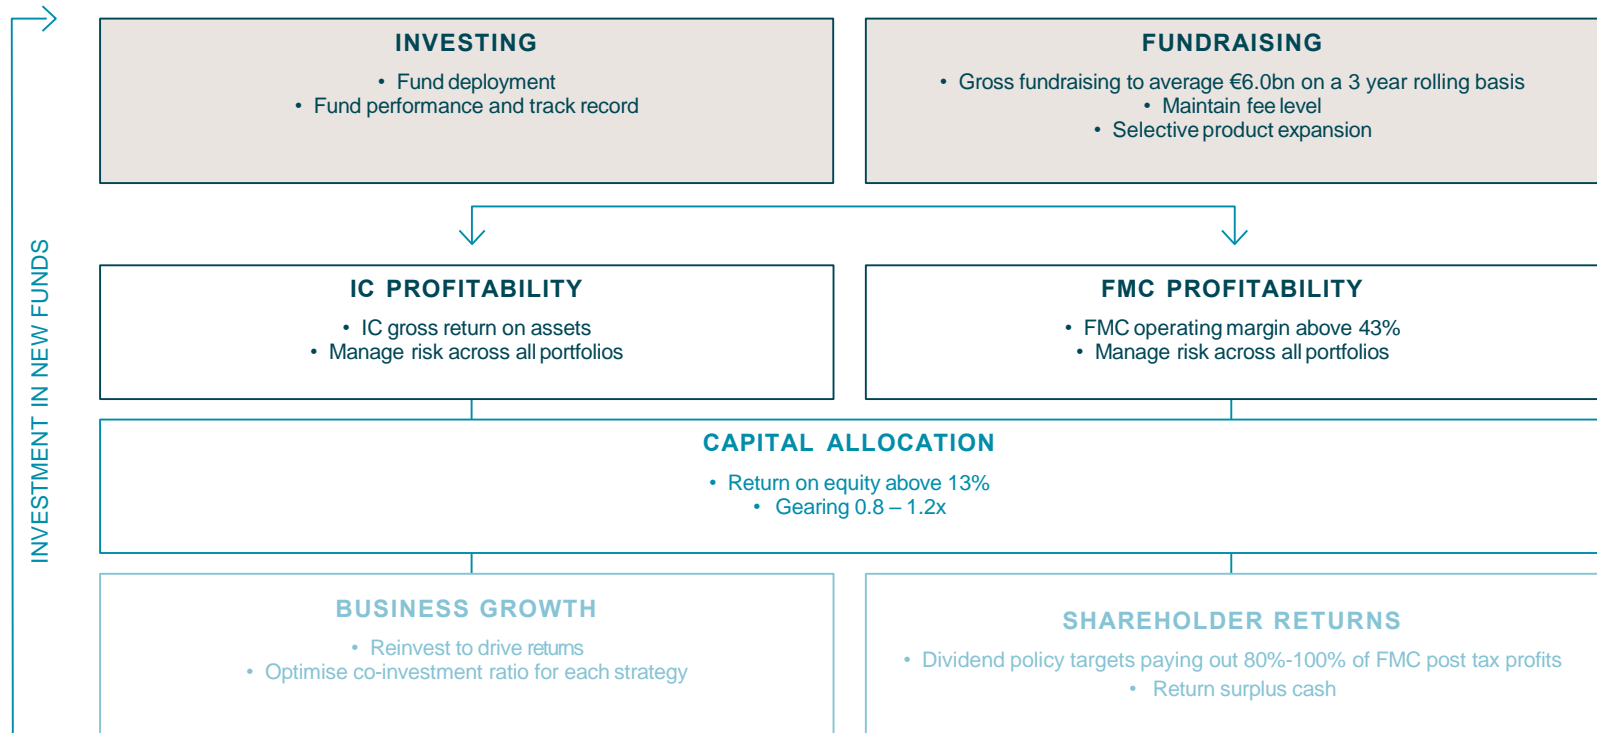 INVESTING
• Fund deployment
• Fund performance and track record
FUNDRAISING
• Gross fundraising to average €6.0bn on a 3 year rolling basis
• Maintain fee level
• Selective product expansion
INVESTMENT IN NEW FUNDS
IC PROFITABILITY
• IC gross return on assets
• Manage risk across all portfolios
FMC PROFITABILITY
• FMC operating margin above 43%
• Manage risk across all portfolios
CAPITAL ALLOCATION
• Return on equity above 13%
• Gearing 0.8 – 1.2x
BUSINESS GROWTH
• Reinvest to drive returns
• Optimise co-investment ratio for each strategy
SHAREHOLDER RETURNS
• Dividend policy targets paying out 80%-100% of FMC post tax profits
• Return surplus cash